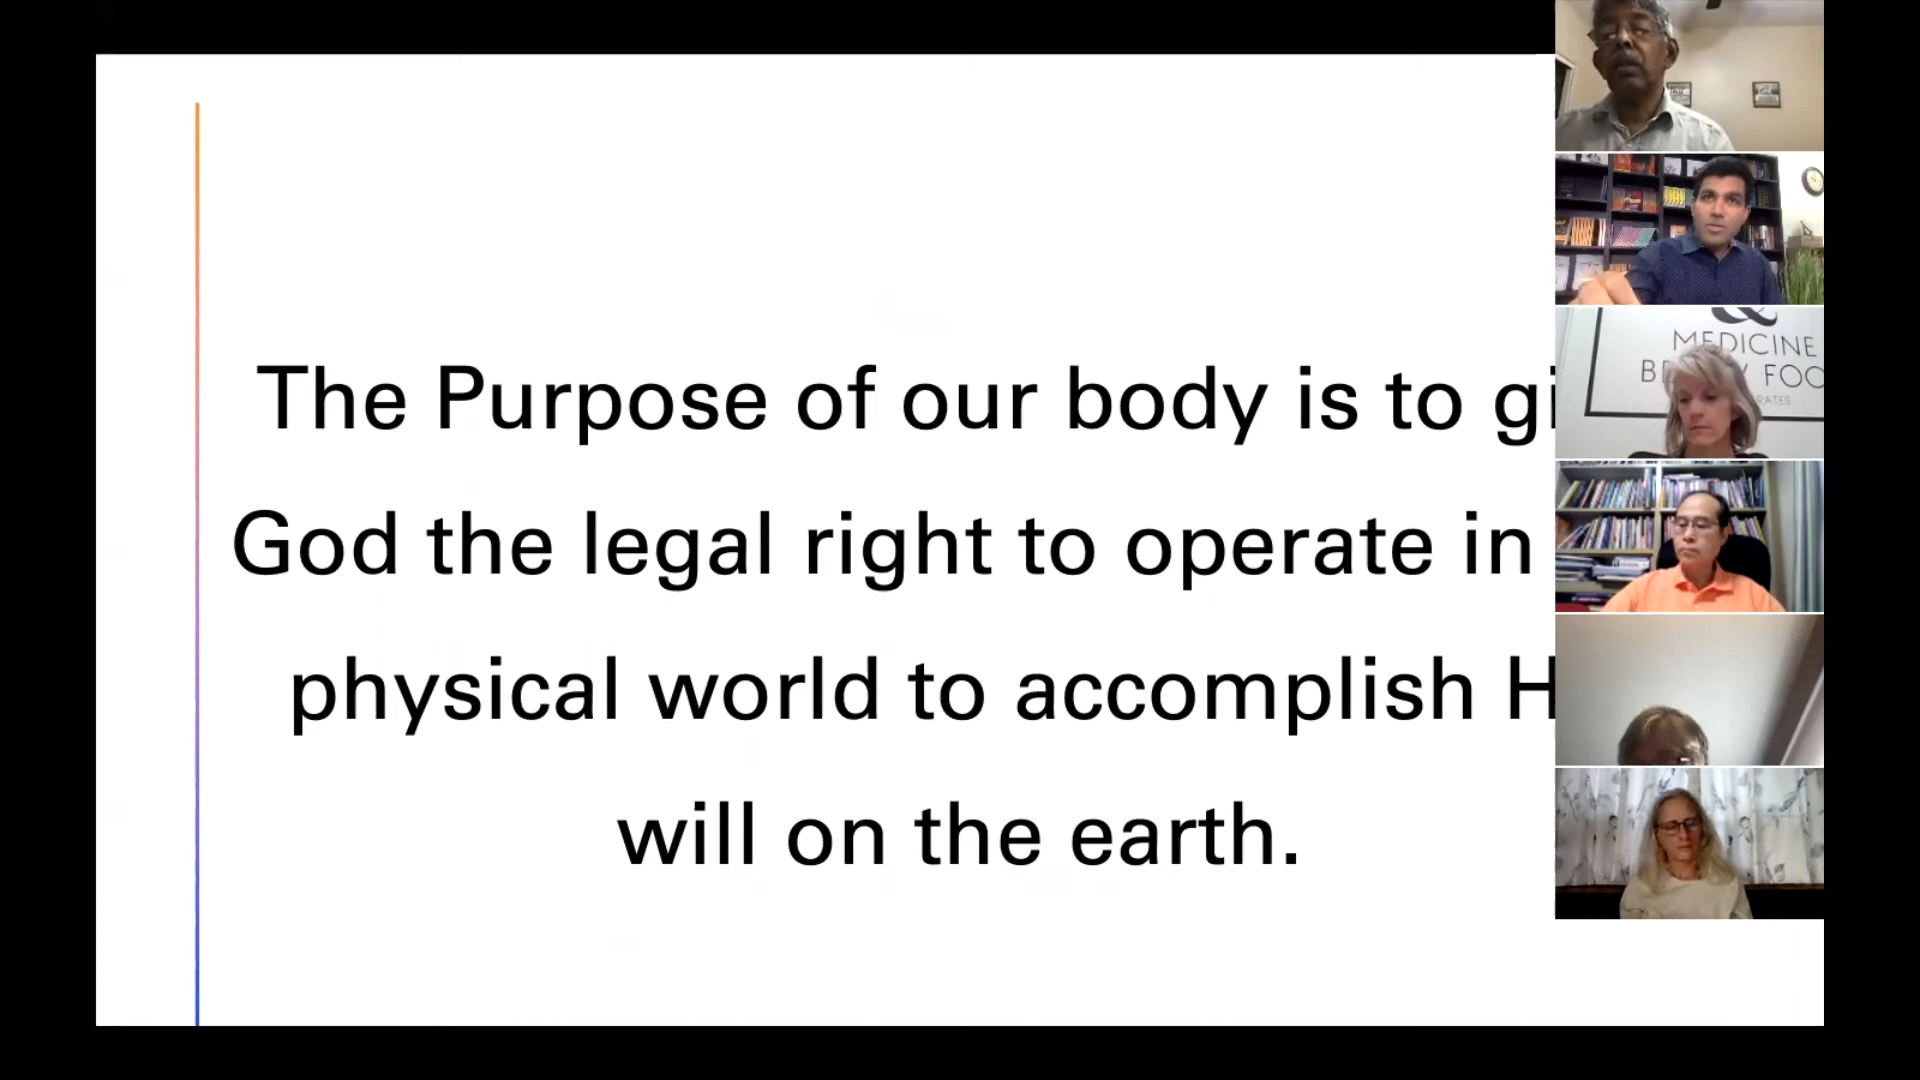 The Purpose of our body is to gi
God the legal right to operate in
physical world to accomplish H
will on the earth.
&
MEDICINE